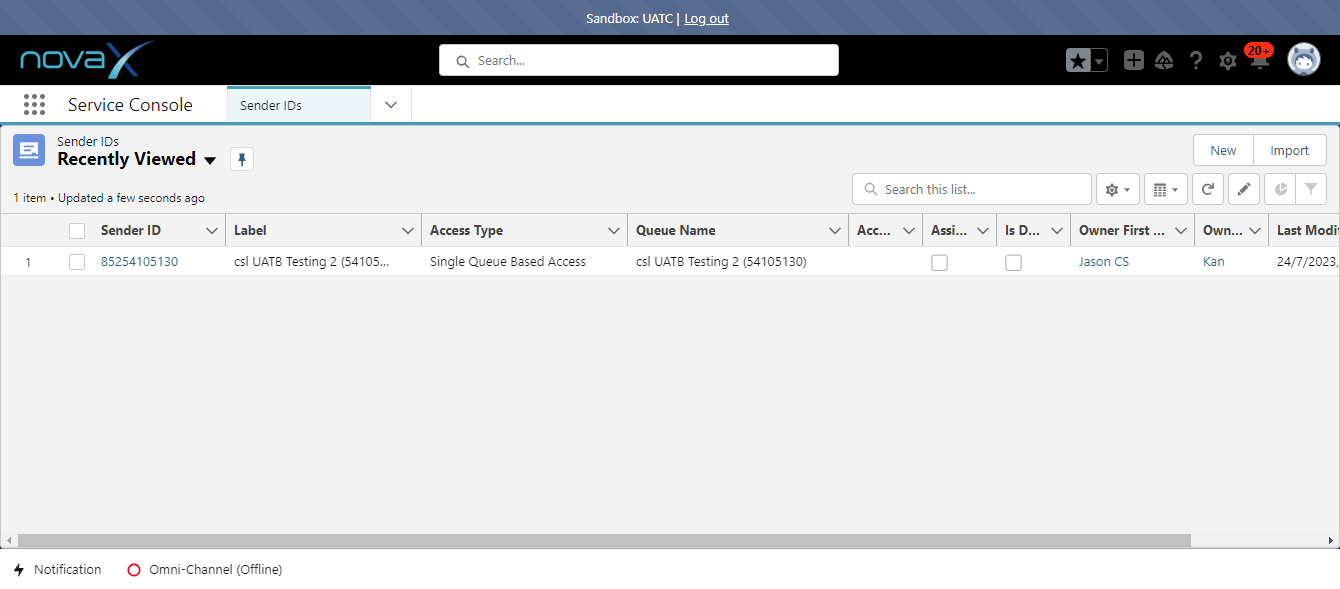 Sandbox: UATC | Log out
novaX
Search...
20+
Service Console
Sender IDs
Sender IDs
Recently Viewed
New
Import
1 item • Updated a few seconds ago
Search this list...
Sender ID
Label
Access Type
Queue Name
Acc...
Assi...
Is D...
Owner First ...
Own...
Last Modi
1
85254105130
csl UATB Testing 2 (54105...
Single Queue Based Access
csl UATB Testing 2 (54105130)
Jason CS
Kan
24/7/2023,
Notification
Omni-Channel (Offline)